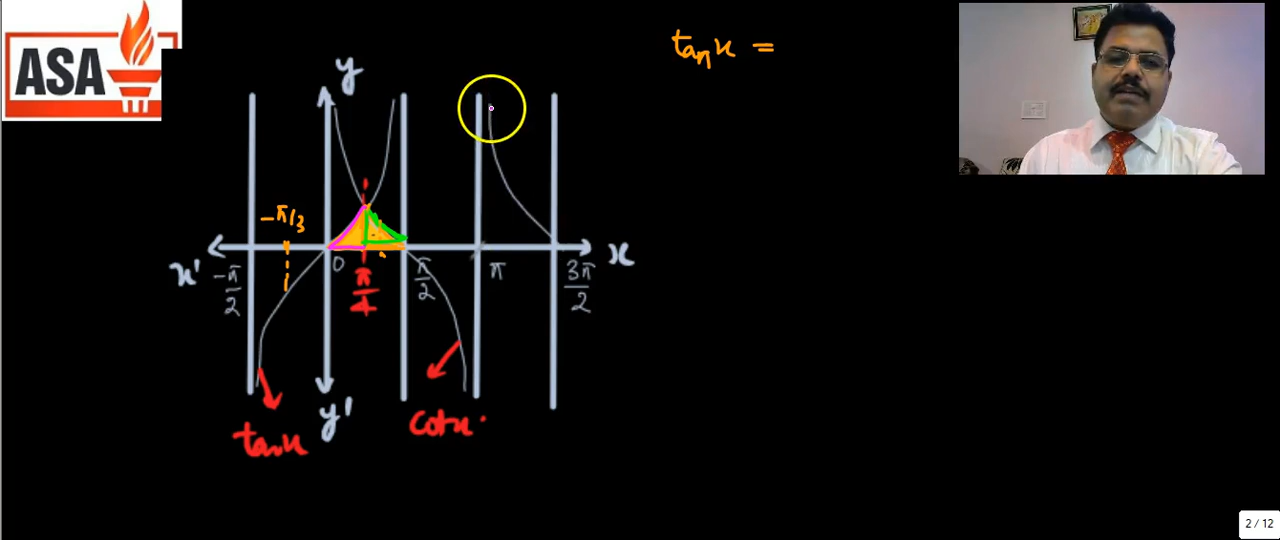 ASA
tan x =
y
-π/3
x'
-π/2
0
π/4
π/2
π
3π/2
x
y'
tan x
cot x.
2 / 12